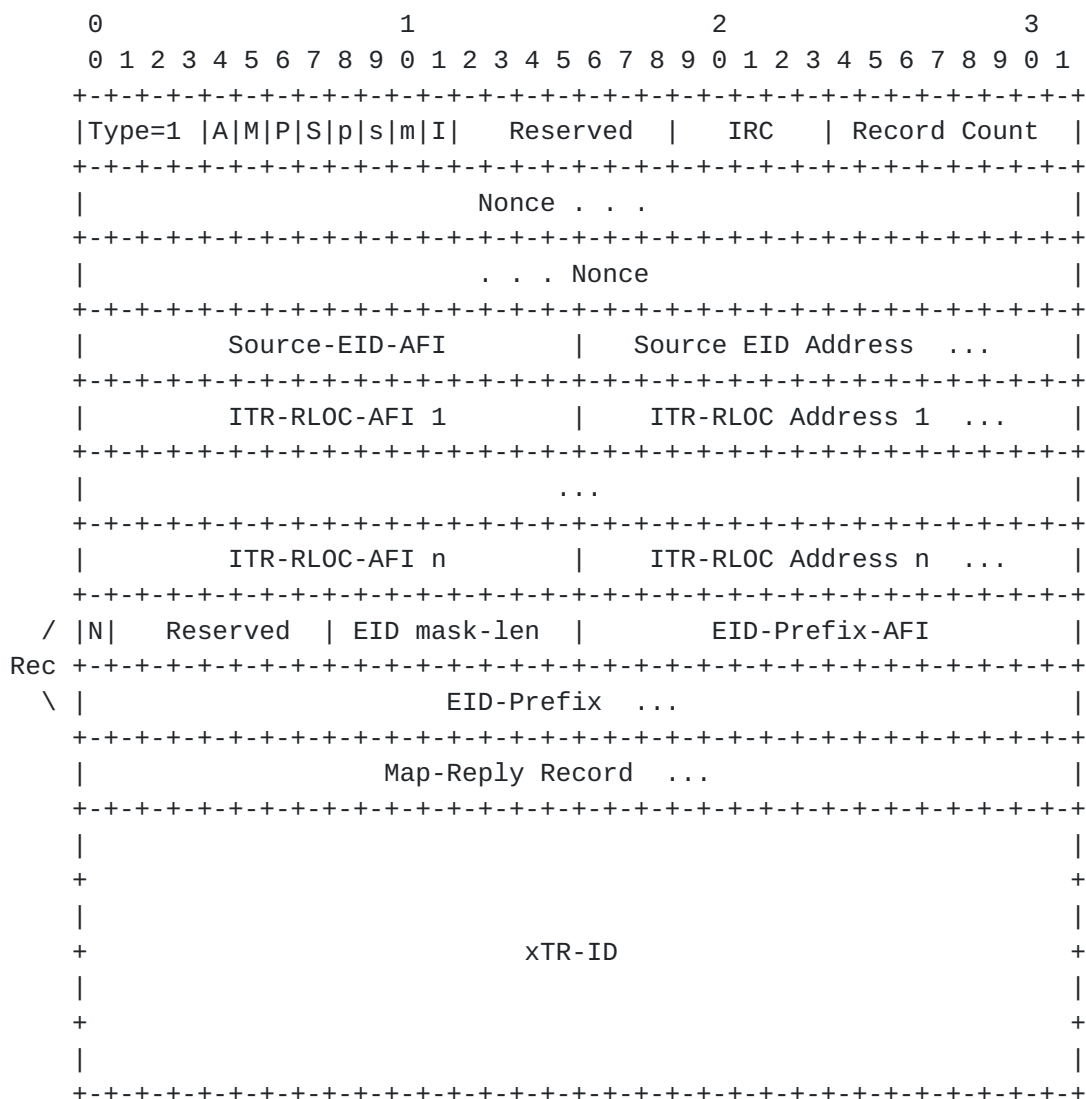 0                   1                   2                   3
 0 1 2 3 4 5 6 7 8 9 0 1 2 3 4 5 6 7 8 9 0 1 2 3 4 5 6 7 8 9 0 1
+-+-+-+-+-+-+-+-+-+-+-+-+-+-+-+-+-+-+-+-+-+-+-+-+-+-+-+-+-+-+-+-+
|Type=1 |A|M|P|S|p|s|m|I|   Reserved  |   IRC   | Record Count  |
+-+-+-+-+-+-+-+-+-+-+-+-+-+-+-+-+-+-+-+-+-+-+-+-+-+-+-+-+-+-+-+-+
|                         Nonce . . .                           |
+-+-+-+-+-+-+-+-+-+-+-+-+-+-+-+-+-+-+-+-+-+-+-+-+-+-+-+-+-+-+-+-+
|                         . . . Nonce                           |
+-+-+-+-+-+-+-+-+-+-+-+-+-+-+-+-+-+-+-+-+-+-+-+-+-+-+-+-+-+-+-+-+
|         Source-EID-AFI        |   Source EID Address  ...     |
+-+-+-+-+-+-+-+-+-+-+-+-+-+-+-+-+-+-+-+-+-+-+-+-+-+-+-+-+-+-+-+-+
|         ITR-RLOC-AFI 1        |    ITR-RLOC Address 1  ...    |
+-+-+-+-+-+-+-+-+-+-+-+-+-+-+-+-+-+-+-+-+-+-+-+-+-+-+-+-+-+-+-+-+
|                              ...                              |
+-+-+-+-+-+-+-+-+-+-+-+-+-+-+-+-+-+-+-+-+-+-+-+-+-+-+-+-+-+-+-+-+
|         ITR-RLOC-AFI n        |    ITR-RLOC Address n  ...    |
+-+-+-+-+-+-+-+-+-+-+-+-+-+-+-+-+-+-+-+-+-+-+-+-+-+-+-+-+-+-+-+-+
/ |N|   Reserved  | EID mask-len  |        EID-Prefix-AFI         |
Rec +-+-+-+-+-+-+-+-+-+-+-+-+-+-+-+-+-+-+-+-+-+-+-+-+-+-+-+-+-+-+-+-+
\ |                       EID-Prefix  ...                         |
+-+-+-+-+-+-+-+-+-+-+-+-+-+-+-+-+-+-+-+-+-+-+-+-+-+-+-+-+-+-+-+-+
|                   Map-Reply Record  ...                       |
+-+-+-+-+-+-+-+-+-+-+-+-+-+-+-+-+-+-+-+-+-+-+-+-+-+-+-+-+-+-+-+-+
|                                                               |
+                                                               +
|                                                               |
+                            xTR-ID                             +
|                                                               |
+                                                               +
|                                                               |
+-+-+-+-+-+-+-+-+-+-+-+-+-+-+-+-+-+-+-+-+-+-+-+-+-+-+-+-+-+-+-+-+